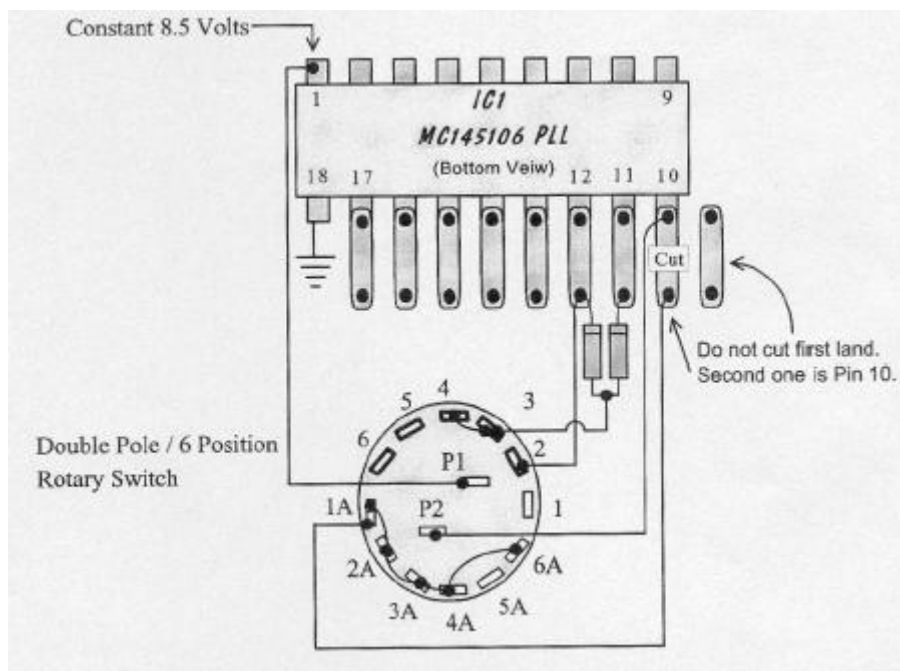 Constant 8.5 Volts
1
IC1
9
MC145106 PLL
(Bottom Veiw)
18
17
12
11
10
Cut
Do not cut first land.
Second one is Pin 10.
4
5
3
6
2
Double Pole / 6 Position
Rotary Switch
P1
1A
P2
1
2A
6A
3A
5A
4A